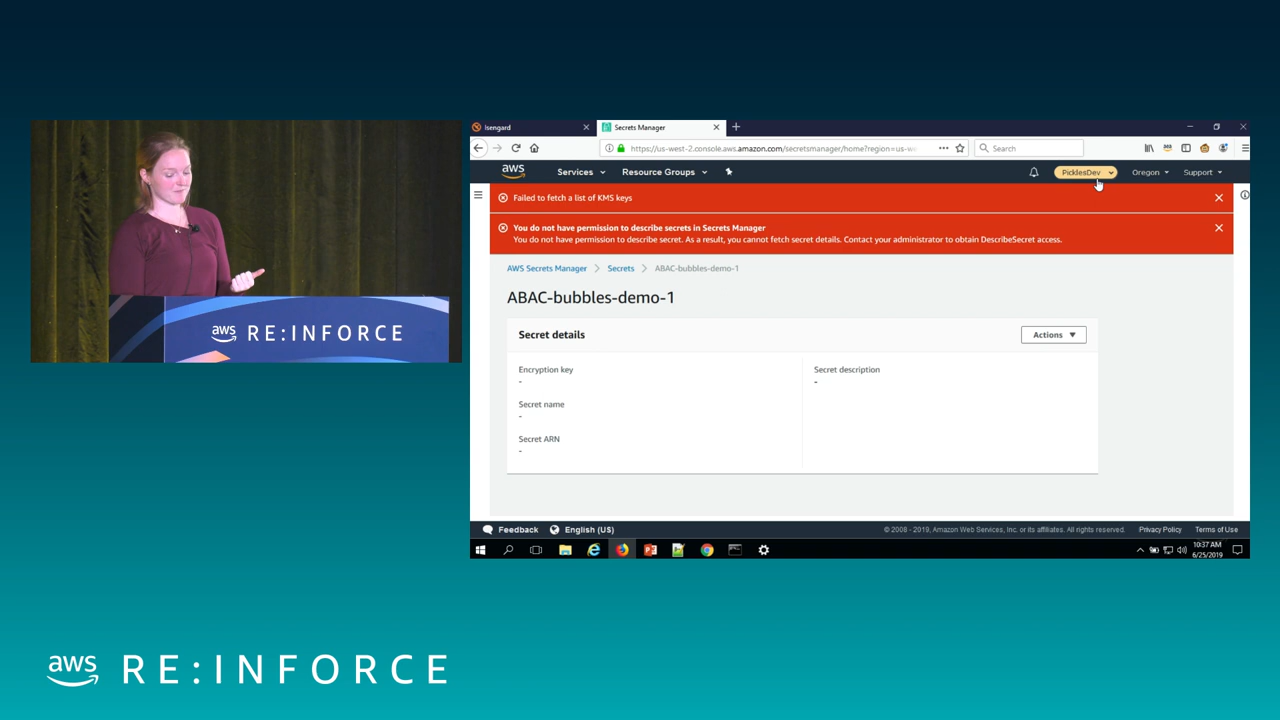 aws RE:INFORCE
Isengard
Secrets Manager
https://us-west-2.console.aws.amazon.com/secretsmanager/home?region=us-w
Search
aws
Services
Resource Groups
PicklesDev
Oregon
Support
Failed to fetch a list of KMS keys
You do not have permission to describe secrets in Secrets Manager
You do not have permission to describe secret. As a result, you cannot fetch secret details. Contact your administrator to obtain DescribeSecret access.
AWS Secrets Manager
Secrets
ABAC-bubbles-demo-1
ABAC-bubbles-demo-1
Secret details
Actions
Encryption key
-
Secret description
-
Secret name
-
Secret ARN
-
Feedback
English (US)
© 2008 - 2019, Amazon Web Services, Inc. or its affiliates. All rights reserved.
Privacy Policy
Terms of Use
10:37 AM
6/25/2019
aws RE:INFORCE